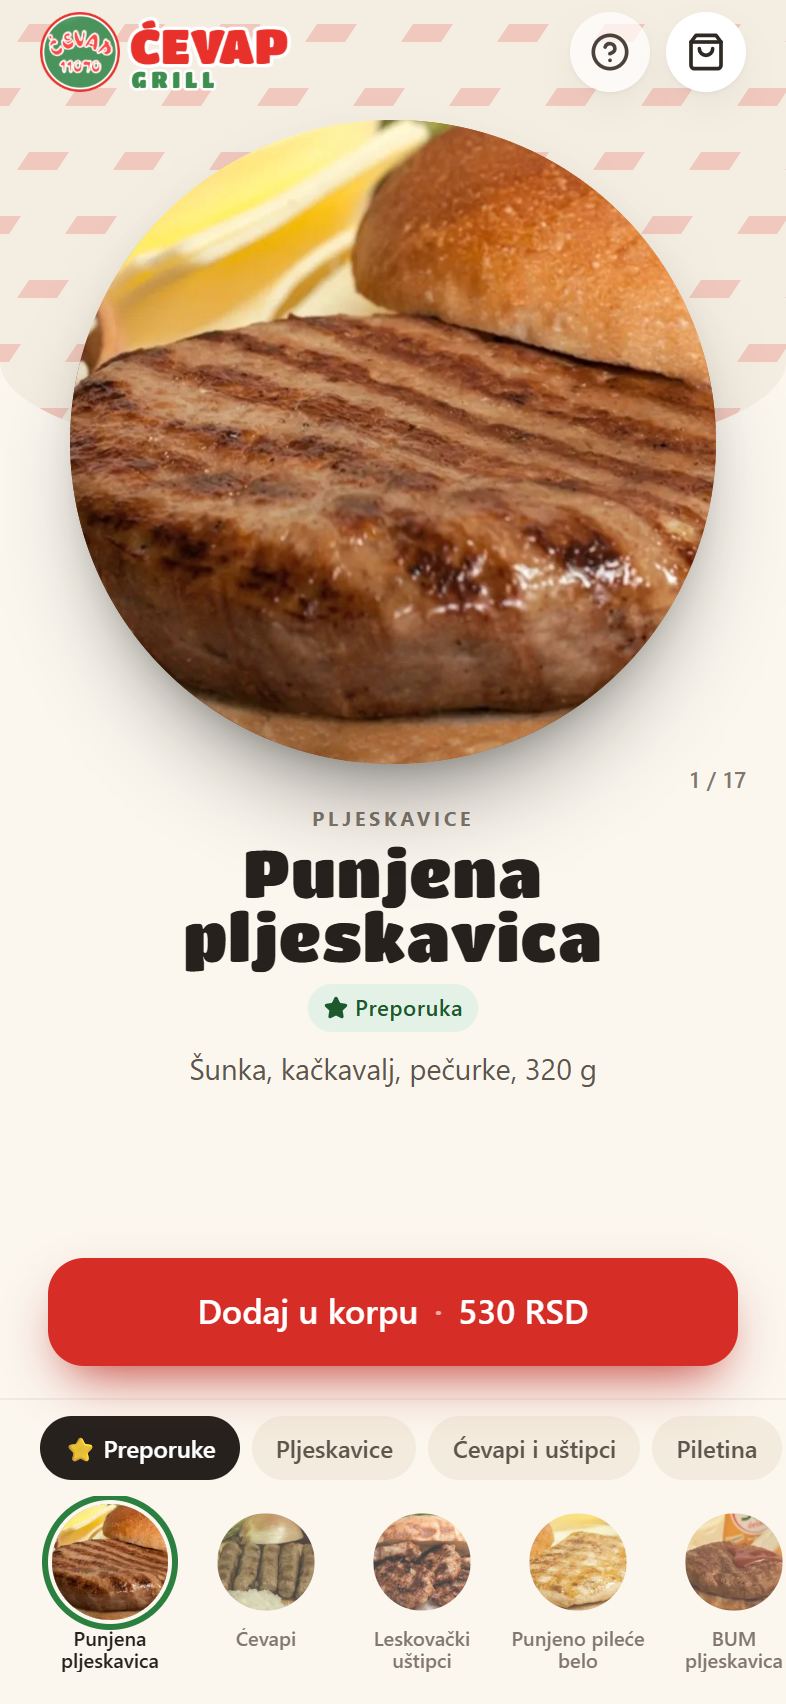 ĆEVAP
11070
ĆEVAP
GRILL
1 / 17
PLJESKAVICE
Punjena
pljeskavica
Preporuka
Šunka, kačkavalj, pečurke, 320 g
Dodaj u korpu · 530 RSD
Preporuke
Pljeskavice
Ćevapi i uštipci
Piletina
Punjena
pljeskavica
Ćevapi
Leskovački
uštipci
Punjeno pileće
belo
BUM
pljeskavica